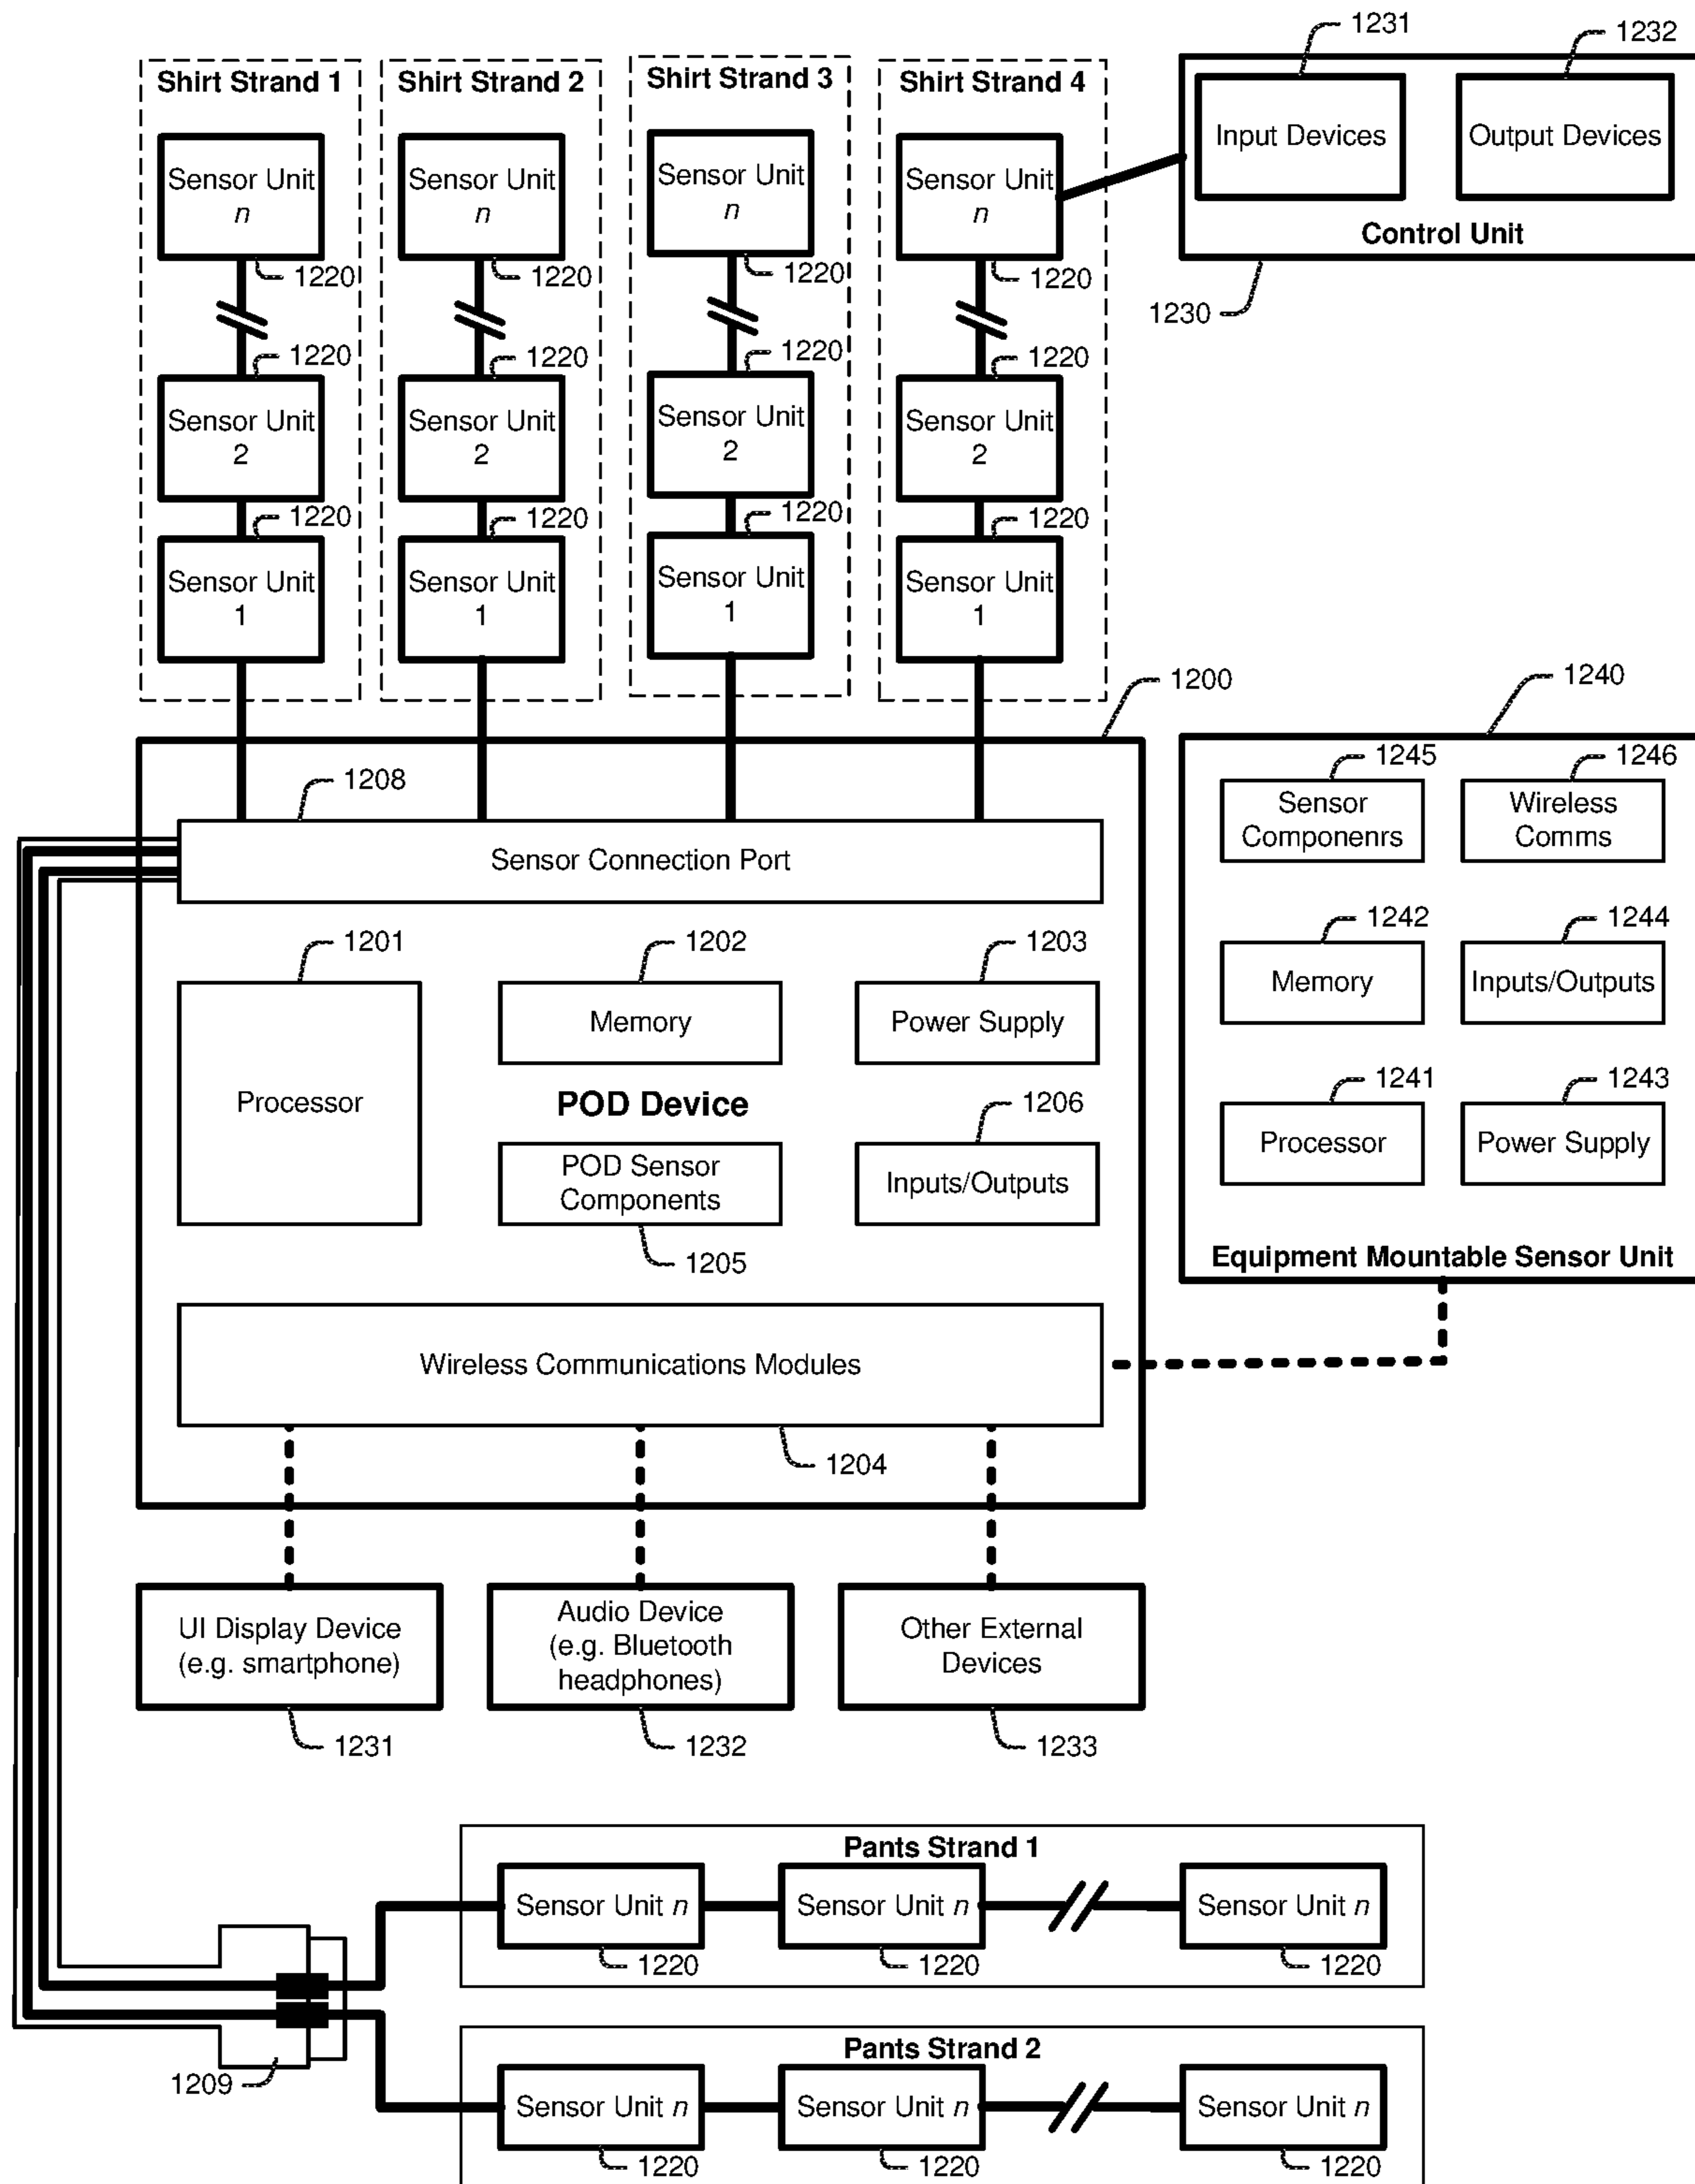 1231
1232
Shirt Strand 1
Shirt Strand 2
Shirt Strand 3
Shirt Strand 4
Input Devices
Output Devices
Control Unit
1230
Sensor Unit
n
Sensor Unit
n
Sensor Unit
n
Sensor Unit
n
1220
1220
1220
1220
1220
1220
1220
1220
Sensor Unit
2
Sensor Unit
2
Sensor Unit
2
Sensor Unit
2
1220
1220
1220
1220
Sensor Unit
1
Sensor Unit
1
Sensor Unit
1
Sensor Unit
1
1200
1240
1208
Sensor Connection Port
1245
1246
Sensor
Componenrs
Wireless
Comms
1201
1202
1203
Processor
Memory
Power Supply
POD Device
1206
POD Sensor
Components
Inputs/Outputs
1205
1242
1244
Memory
Inputs/Outputs
1241
1243
Processor
Power Supply
Equipment Mountable Sensor Unit
Wireless Communications Modules
1204
UI Display Device
(e.g. smartphone)
Audio Device
(e.g. Bluetooth
headphones)
Other External
Devices
1231
1232
1233
Pants Strand 1
Sensor Unit n
Sensor Unit n
Sensor Unit n
1220
1220
1220
1209
Pants Strand 2
Sensor Unit n
Sensor Unit n
Sensor Unit n
1220
1220
1220